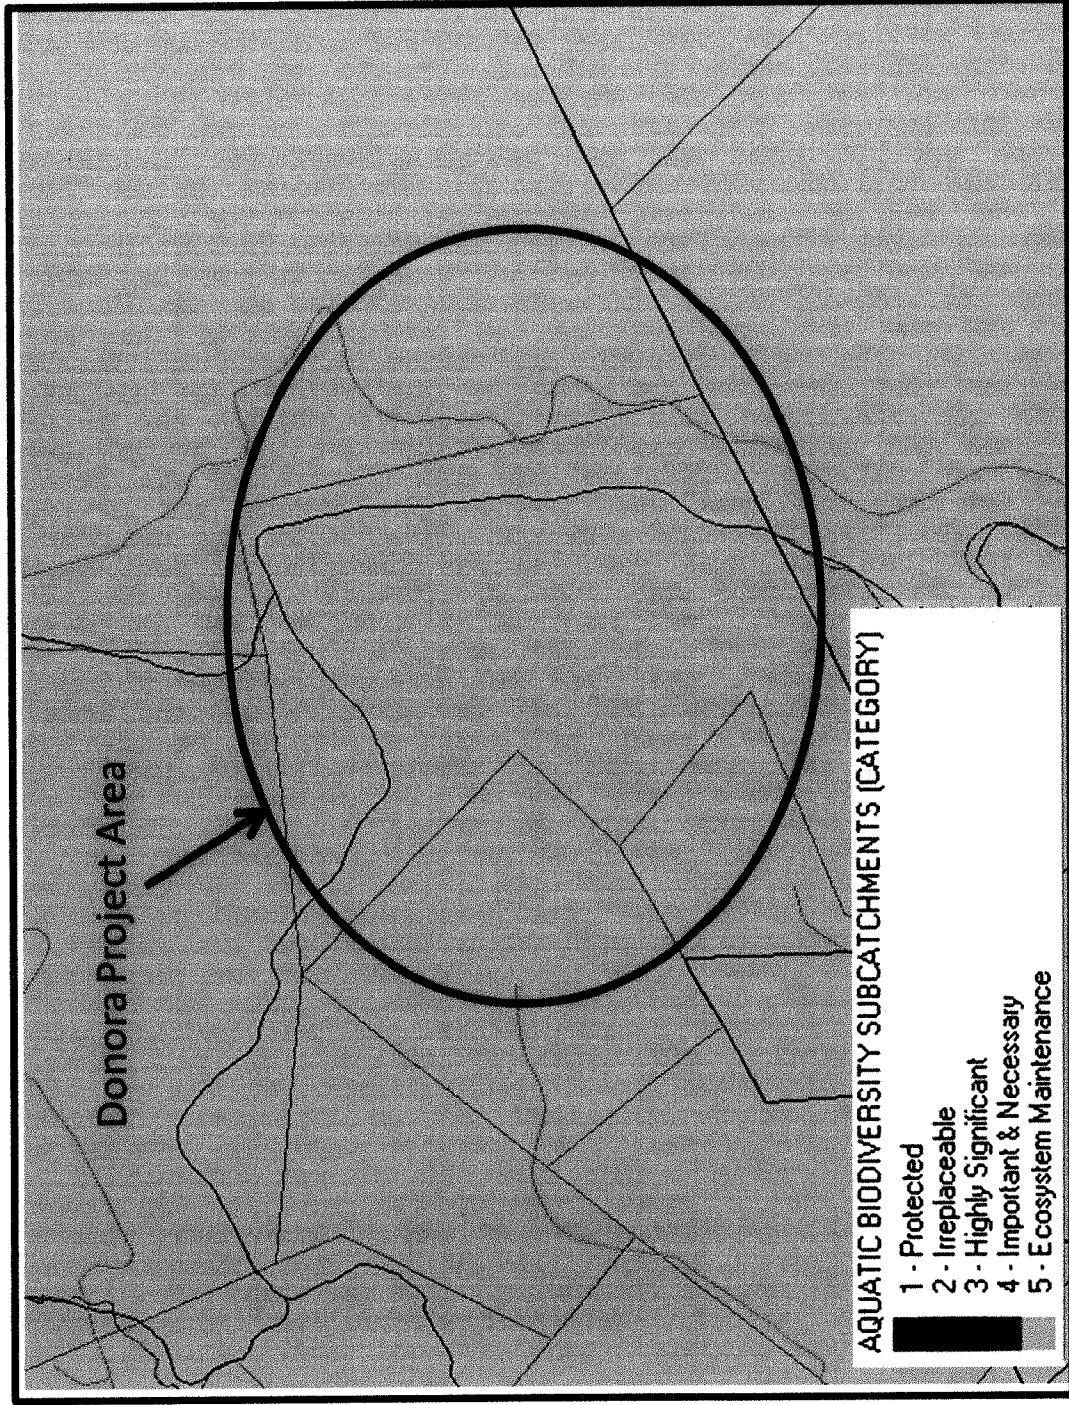 Donora Project Area
AQUATIC BIODIVERSITY SUBCATCHMENTS (CATEGORY)
1 - Protected
2 - Irreplaceable
3 - Highly Significant
4 - Important & Necessary
5 - Ecosystem Maintenance